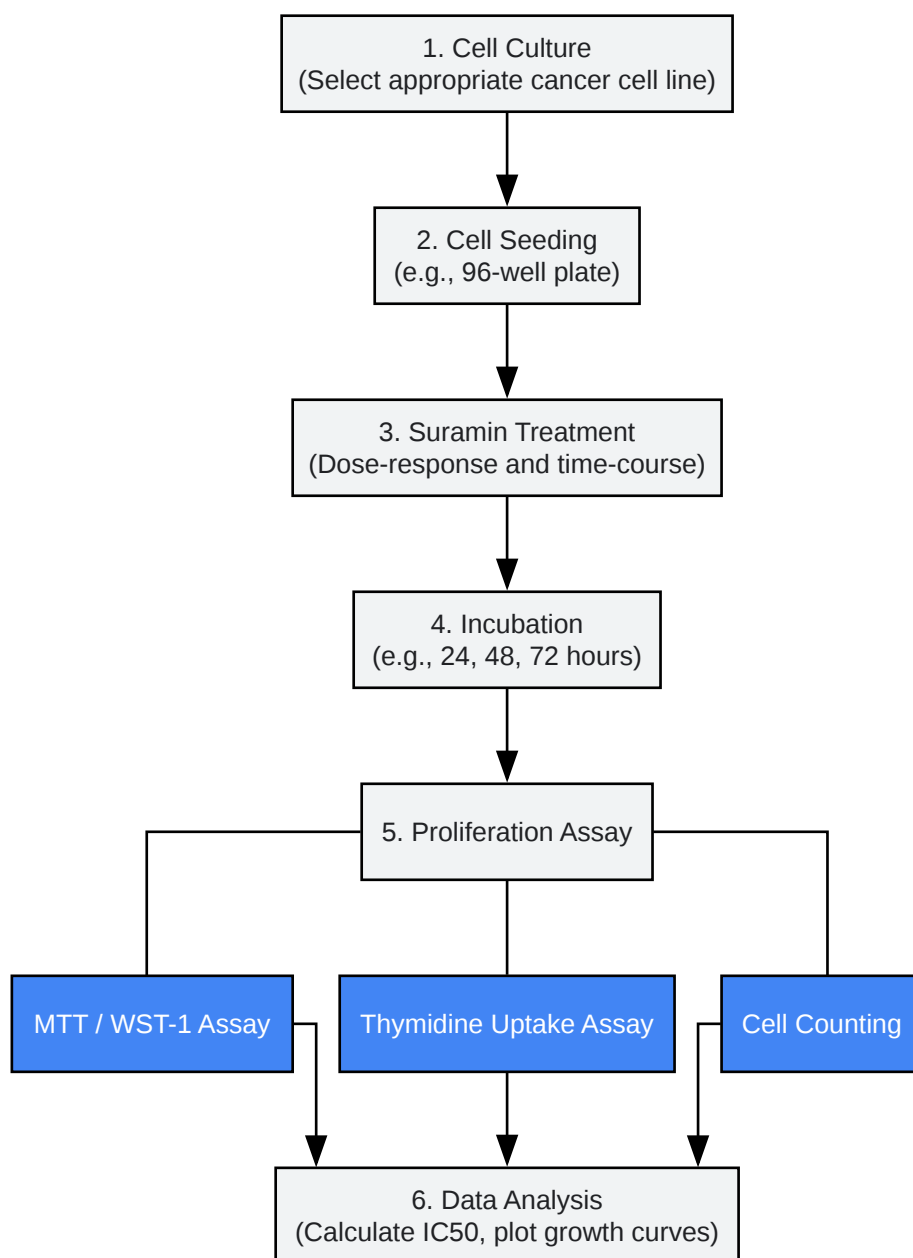 1. Cell Culture
(Select appropriate cancer cell line)
2. Cell Seeding
(e.g., 96-well plate)
3. Suramin Treatment
(Dose-response and time-course)
4. Incubation
(e.g., 24, 48, 72 hours)
5. Proliferation Assay
MTT / WST-1 Assay
Thymidine Uptake Assay
Cell Counting
6. Data Analysis
(Calculate IC50, plot growth curves)